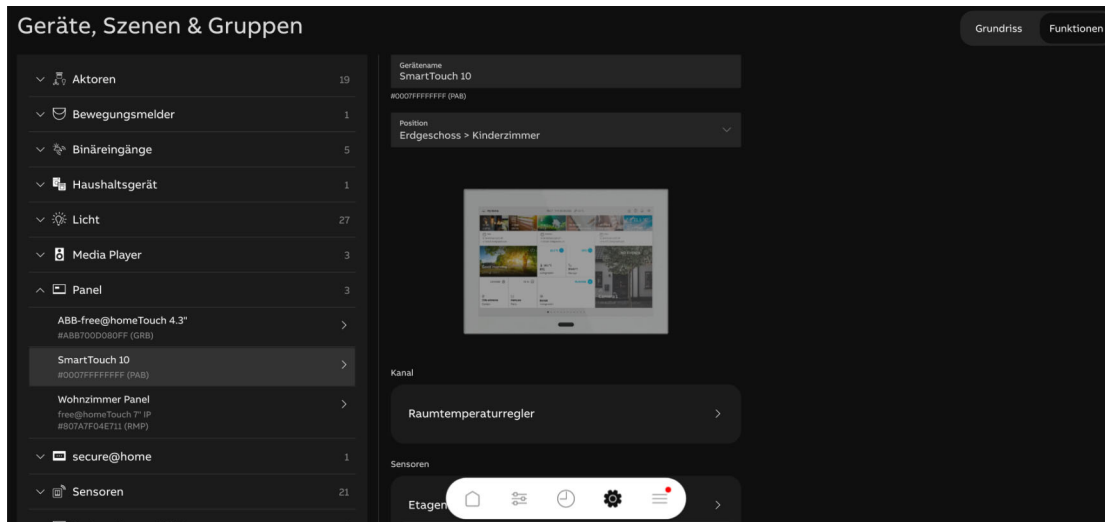 Geräte, Szenen & Gruppen
Grundriss
Funktionen
Aktoren 19
Bewegungsmelder 1
Binäreingänge 5
Haushaltsgerät 1
Licht 27
Media Player 3
Panel 3
ABB-free@homeTouch 4.3"
#ABB700D080FF (GRB)
SmartTouch 10
#0007FFFFFFFF (PAB)
Wohnzimmer Panel
free@homeTouch 7" IP
#807A7F04E711 (RMP)
secure@home 1
Sensoren 21
Gerätename
SmartTouch 10
#0007FFFFFFFF (PAB)
Position
Erdgeschoss > Kinderzimmer
Kanal
Raumtemperaturregler
Sensoren
Etagen